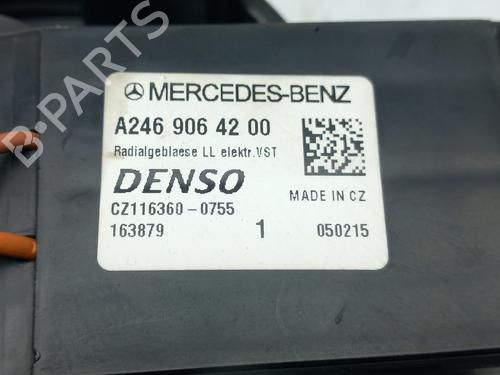 MERCEDES-BENZ
A246 906 42 00
Radialgeblaese LL elektr.VST
DENSO
MADE IN CZ
CZ116360-0755
163879 1 050215
B-PARTS